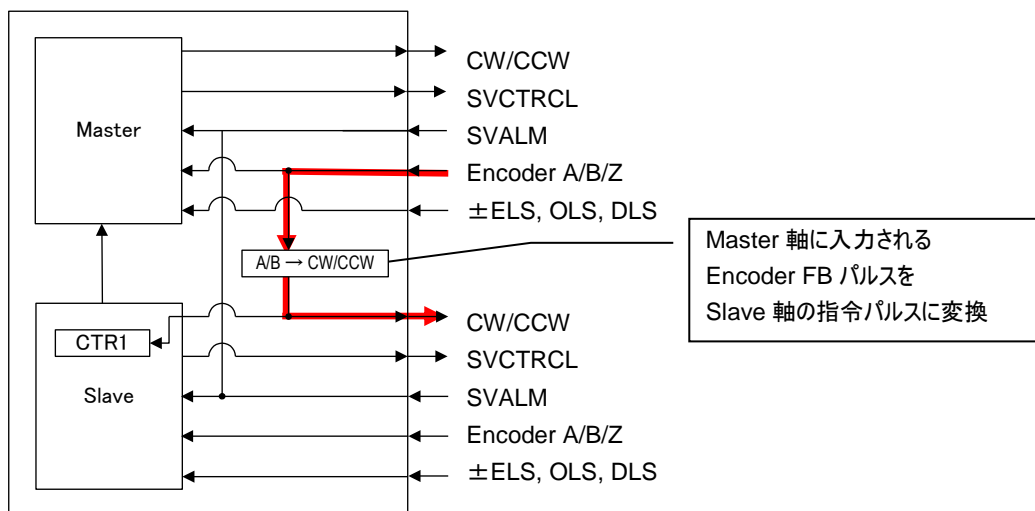 CW/CCW
SVCTRCL
Master
SVALM
Encoder A/B/Z
±ELS, OLS, DLS
A/B → CW/CCW
Master 軸に入力される
Encoder FB パルスを
Slave 軸の指令パルスに変換
CW/CCW
CTR1
SVCTRCL
Slave
SVALM
Encoder A/B/Z
±ELS, OLS, DLS